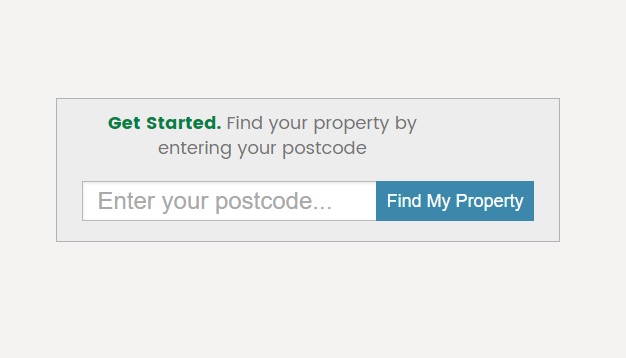 Get Started. Find your property by
entering your postcode
Enter your postcode... Find My Property